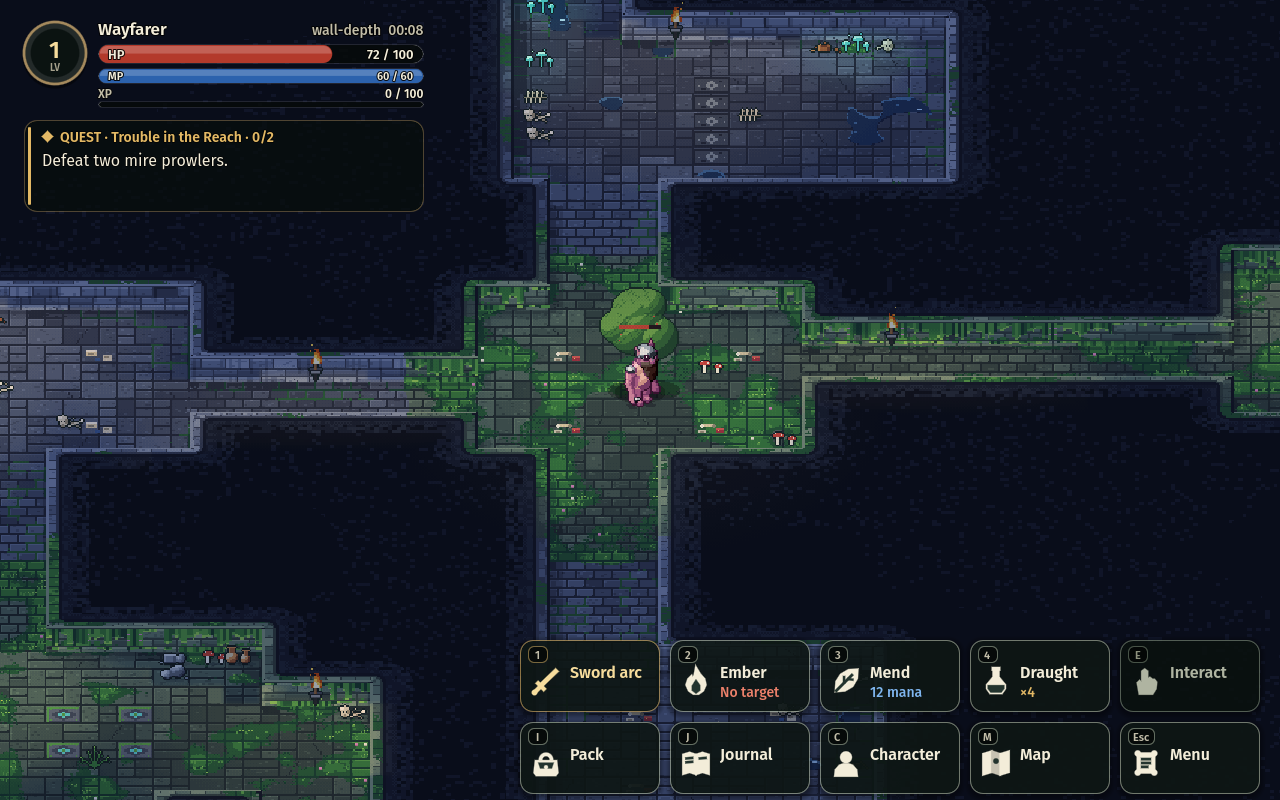 1
LV
Wayfarer
wall-depth 00:08
HP
72 / 100
MP
60 / 60
XP
0 / 100
QUEST · Trouble in the Reach · 0/2
Defeat two mire prowlers.
1
Sword arc
2
Ember
No target
3
Mend
12 mana
4
Draught
×4
E
Interact
I
Pack
J
Journal
C
Character
M
Map
Esc
Menu